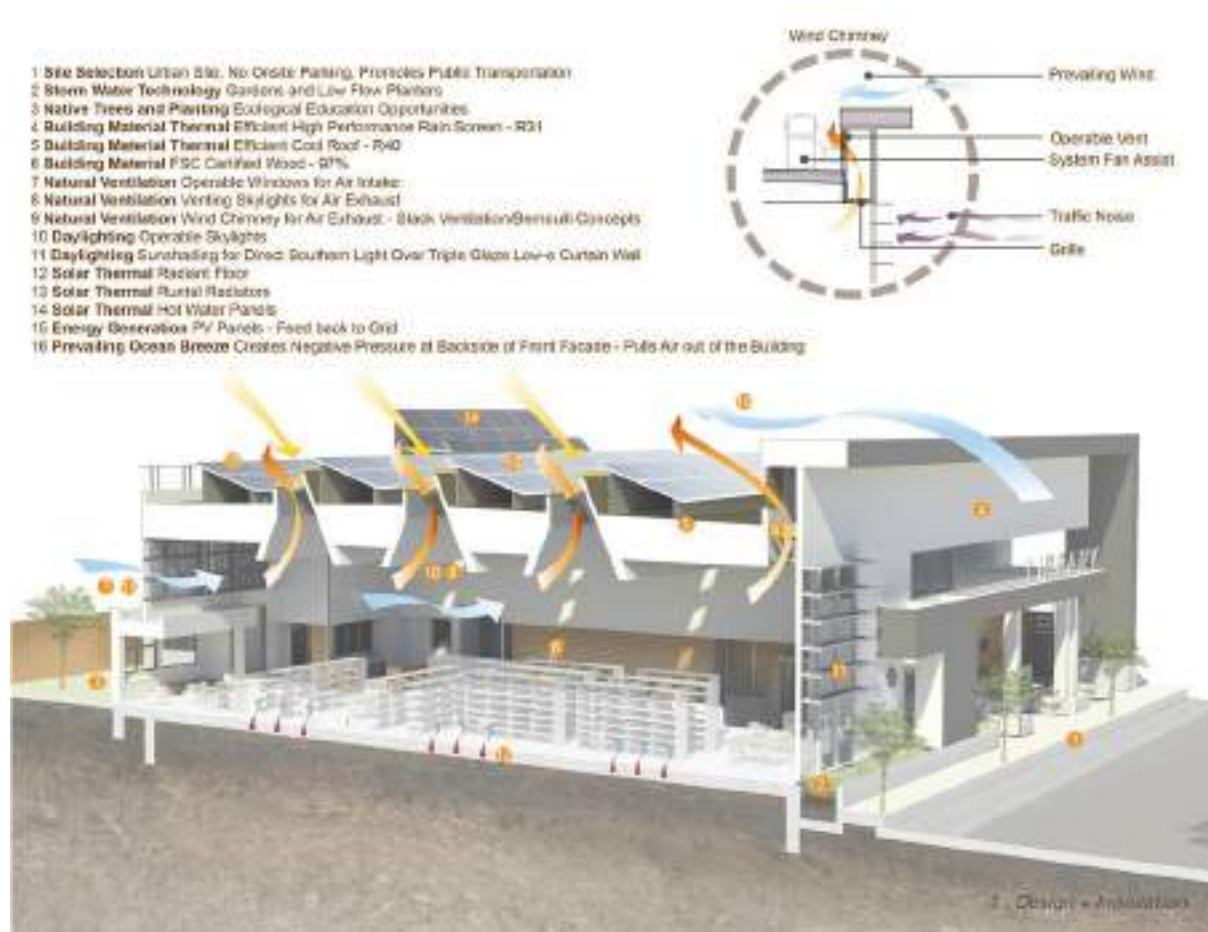 1 Site Selection Urban Site, No Onsite Parking, Promotes Public Transportation
2 Storm Water Technology Gardens and Low Flow Planters
3 Native Trees and Planting Ecological Education Opportunities
4 Building Material Thermal Efficient High Performance Rain Screen - R31
5 Building Material Thermal Efficient Cool Roof - R40
6 Building Material FSC Certified Wood - 97%
7 Natural Ventilation Operable Windows for Air Intake
8 Natural Ventilation Venting Skylights for Air Exhaust
9 Natural Ventilation Wind Chimney for Air Exhaust - Stack Ventilation/Bernoulli Concepts
10 Daylighting Operable Skylights
11 Daylighting Sunshading for Direct Southern Light Over Triple Glaze Low-e Curtain Wall
12 Solar Thermal Radiant Floor
13 Solar Thermal Runtal Radiators
14 Solar Thermal Hot Water Panels
15 Energy Generation PV Panels - Feed back to Grid
16 Prevailing Ocean Breeze Creates Negative Pressure at Backside of Front Facade - Pulls Air out of the Building
Wind Chimney
Prevailing Wind
Operable Vent
System Fan Assist
Traffic Noise
Grille
14
10
11
LIBRARY
Design + Innovation